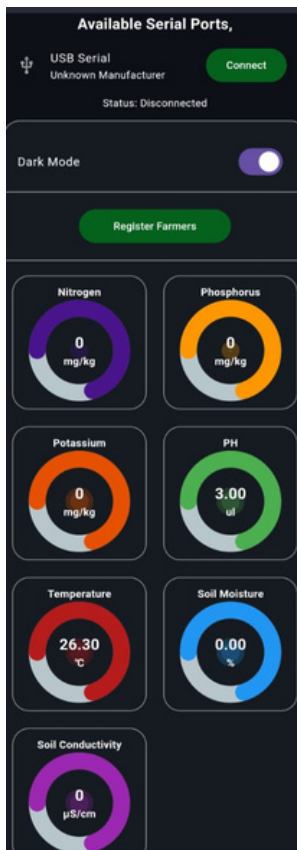 Available Serial Ports,
USB Serial
Unknown Manufacturer
Connect
Status: Disconnected
Dark Mode
Register Farmers
Nitrogen
0
mg/kg
Phosphorus
0
mg/kg
Potassium
0
mg/kg
PH
3.00
ul
Temperature
26.30
°C
Soil Moisture
0.00
%
Soil Conductivity
0
µS/cm